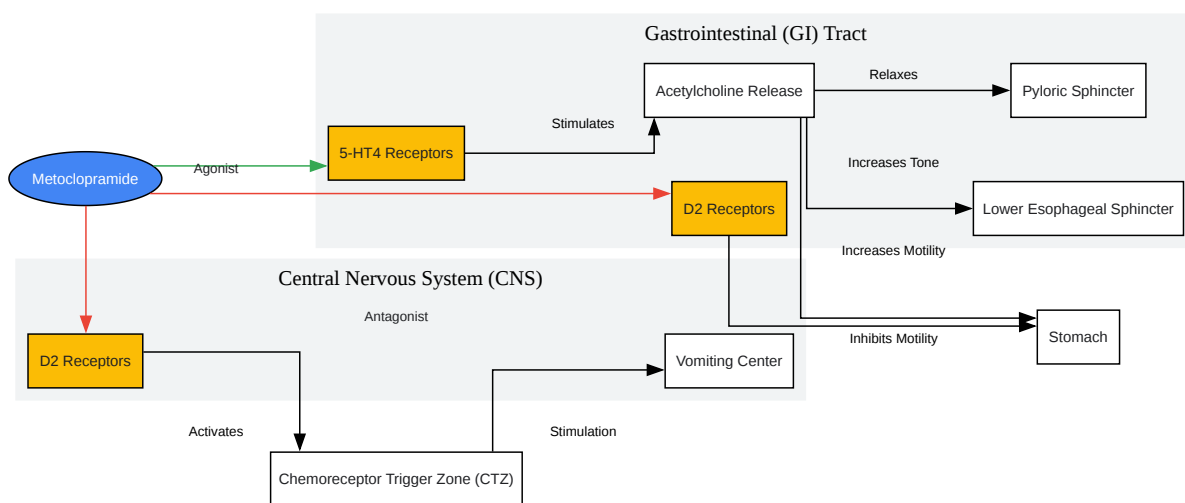 Gastrointestinal (GI) Tract
Relaxes
Acetylcholine Release
Pyloric Sphincter
Stimulates
5-HT4 Receptors
Increases Tone
Agonist
Metoclopramide
D2 Receptors
Lower Esophageal Sphincter
Increases Motility
Central Nervous System (CNS)
Antagonist
Inhibits Motility
Stomach
D2 Receptors
Vomiting Center
Activates
Stimulation
Chemoreceptor Trigger Zone (CTZ)